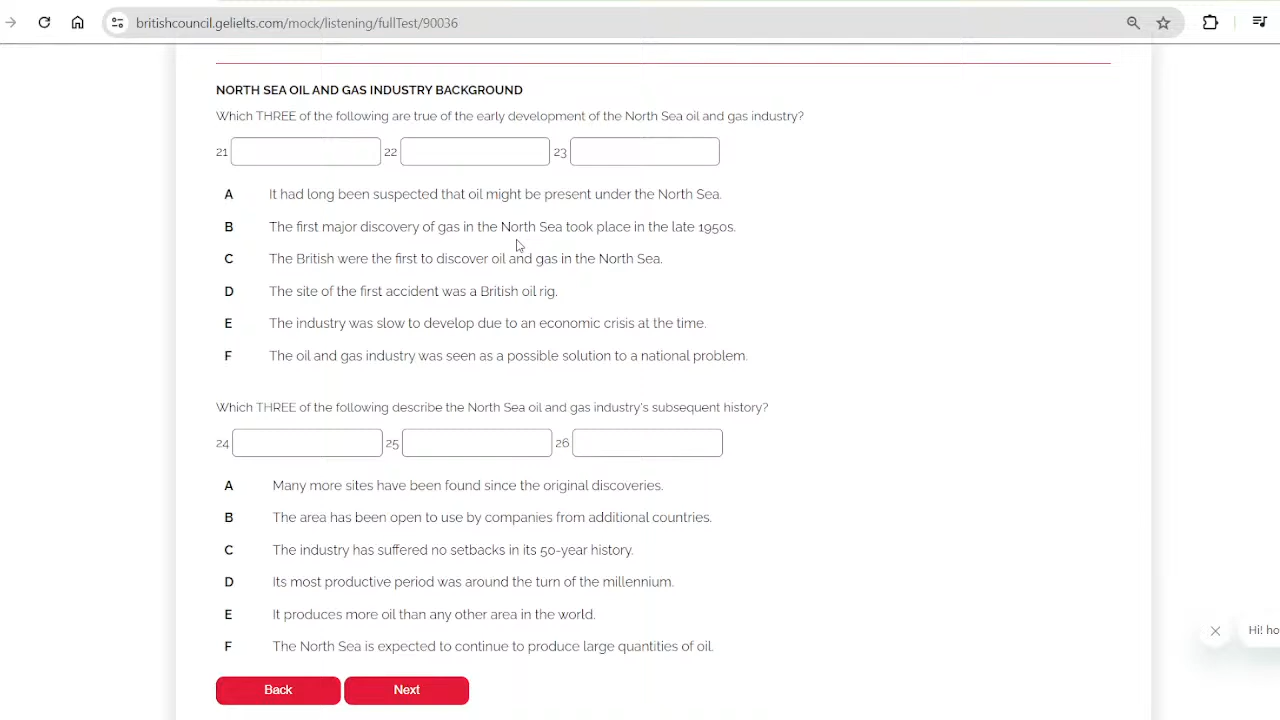 britishcouncil.gelielts.com/mock/listening/fullTest/90036
NORTH SEA OIL AND GAS INDUSTRY BACKGROUND
Which THREE of the following are true of the early development of the North Sea oil and gas industry?
21 22 23
A It had long been suspected that oil might be present under the North Sea.
B The first major discovery of gas in the North Sea took place in the late 1950s.
C The British were the first to discover oil and gas in the North Sea.
D The site of the first accident was a British oil rig.
E The industry was slow to develop due to an economic crisis at the time.
F The oil and gas industry was seen as a possible solution to a national problem.
Which THREE of the following describe the North Sea oil and gas industry's subsequent history?
24 25 26
A Many more sites have been found since the original discoveries.
B The area has been open to use by companies from additional countries.
C The industry has suffered no setbacks in its 50-year history.
D Its most productive period was around the turn of the millennium.
E It produces more oil than any other area in the world.
Hi! ho
F The North Sea is expected to continue to produce large quantities of oil.
Back Next